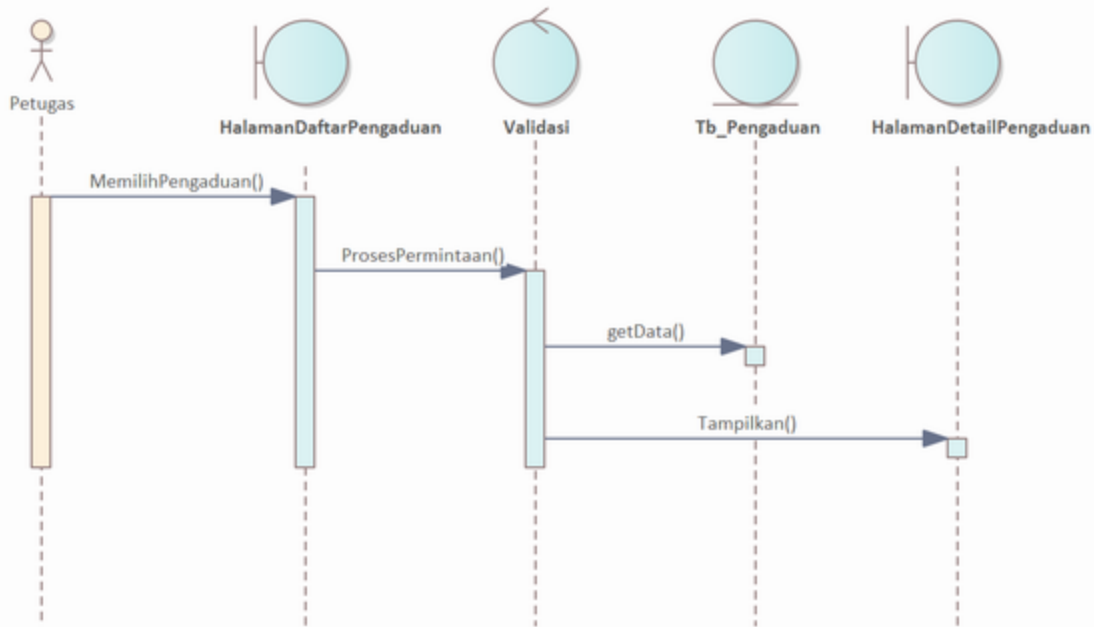 Petugas
HalamanDaftarPengaduan
Validasi
Tb_Pengaduan
HalamanDetailPengaduan
MemilihPengaduan()
ProsesPermintaan()
getData()
Tampilkan()